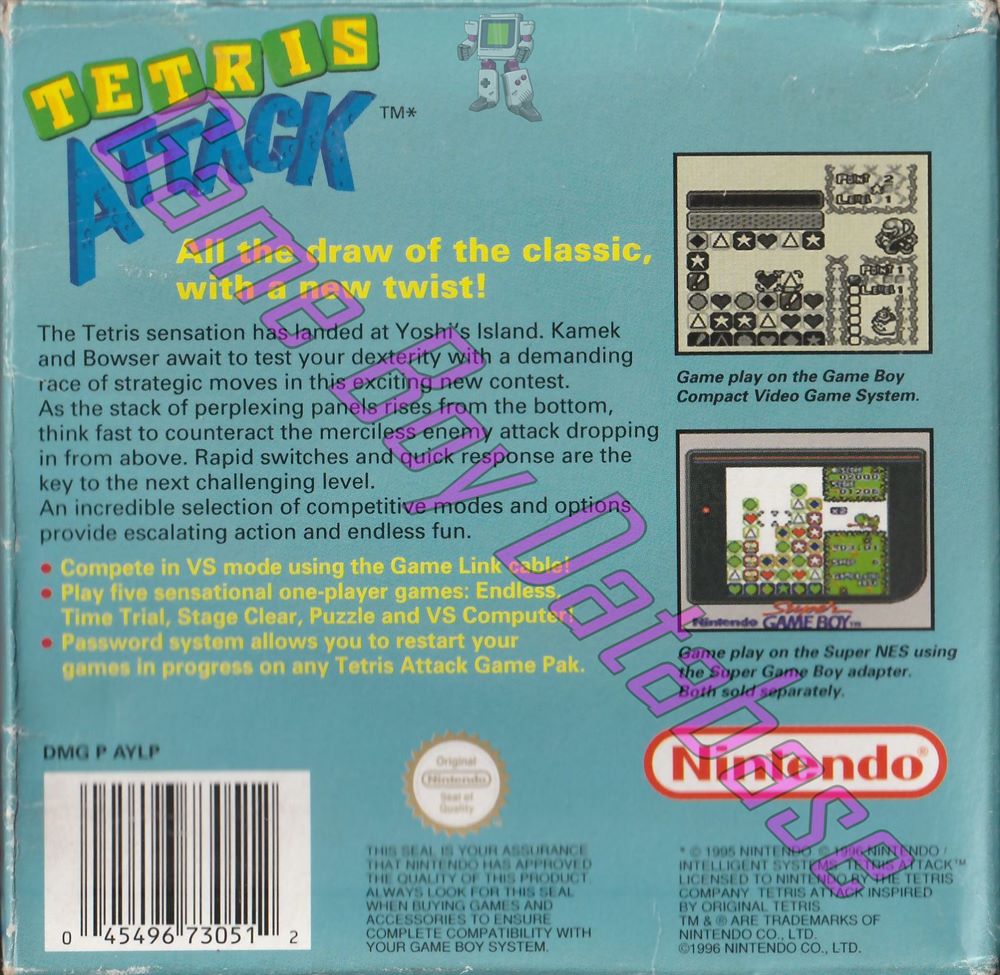 TETRIS
ATTACK TM*
All the draw of the classic,
with a new twist!
The Tetris sensation has landed at Yoshi's Island. Kamek
and Bowser await to test your dexterity with a demanding
race of strategic moves in this exciting new contest.
As the stack of perplexing panels rises from the bottom,
think fast to counteract the merciless enemy attack dropping
in from above. Rapid switches and quick response are the
key to the next challenging level.
An incredible selection of competitive modes and options
provide escalating action and endless fun.
• Compete in VS mode using the Game Link cable!
• Play five sensational one-player games: Endless,
Time Trial, Stage Clear, Puzzle and VS Computer!
• Password system allows you to restart your
games in progress on any Tetris Attack Game Pak.
Point 2
Level 1
Point 1
Level 1
Game play on the Game Boy
Compact Video Game System.
Super
Nintendo GAME BOY™
Game play on the Super NES using
the Super Game Boy adapter.
Both sold separately.
DMG P AYLP
0 45496 73051 2
Original
Nintendo
Seal of
Quality
THIS SEAL IS YOUR ASSURANCE
THAT NINTENDO HAS APPROVED
THE QUALITY OF THIS PRODUCT.
ALWAYS LOOK FOR THIS SEAL
WHEN BUYING GAMES AND
ACCESSORIES TO ENSURE
COMPLETE COMPATIBILITY WITH
YOUR GAME BOY SYSTEM.
Nintendo®
* © 1995 NINTENDO © 1996 NINTENDO /
INTELLIGENT SYSTEMS TETRIS ATTACK™
LICENSED TO NINTENDO BY THE TETRIS
COMPANY TETRIS ATTACK INSPIRED
BY ORIGINAL TETRIS
TM & ® ARE TRADEMARKS OF
NINTENDO CO., LTD.
©1996 NINTENDO CO., LTD.
Game Boy Database